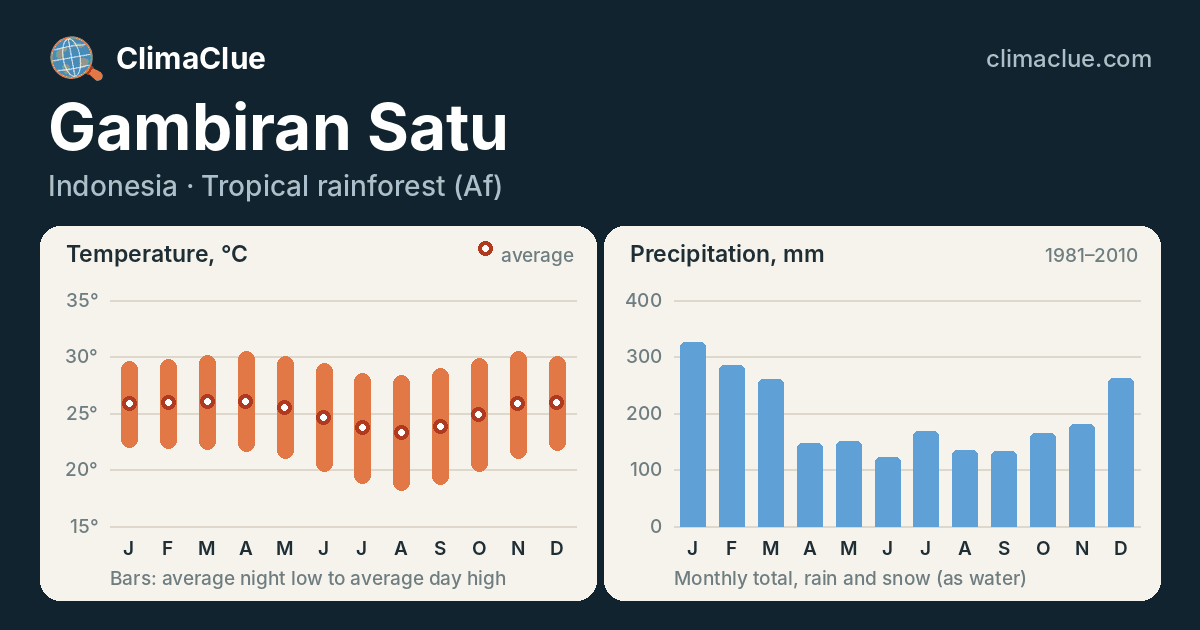 ClimaClue
climaclue.com
Gambiran Satu
Indonesia · Tropical rainforest (Af)
Temperature, °C
average
35°
30°
25°
20°
15°
J F M A M J J A S O N D
Bars: average night low to average day high
Precipitation, mm
1981–2010
400
300
200
100
0
J F M A M J J A S O N D
Monthly total, rain and snow (as water)